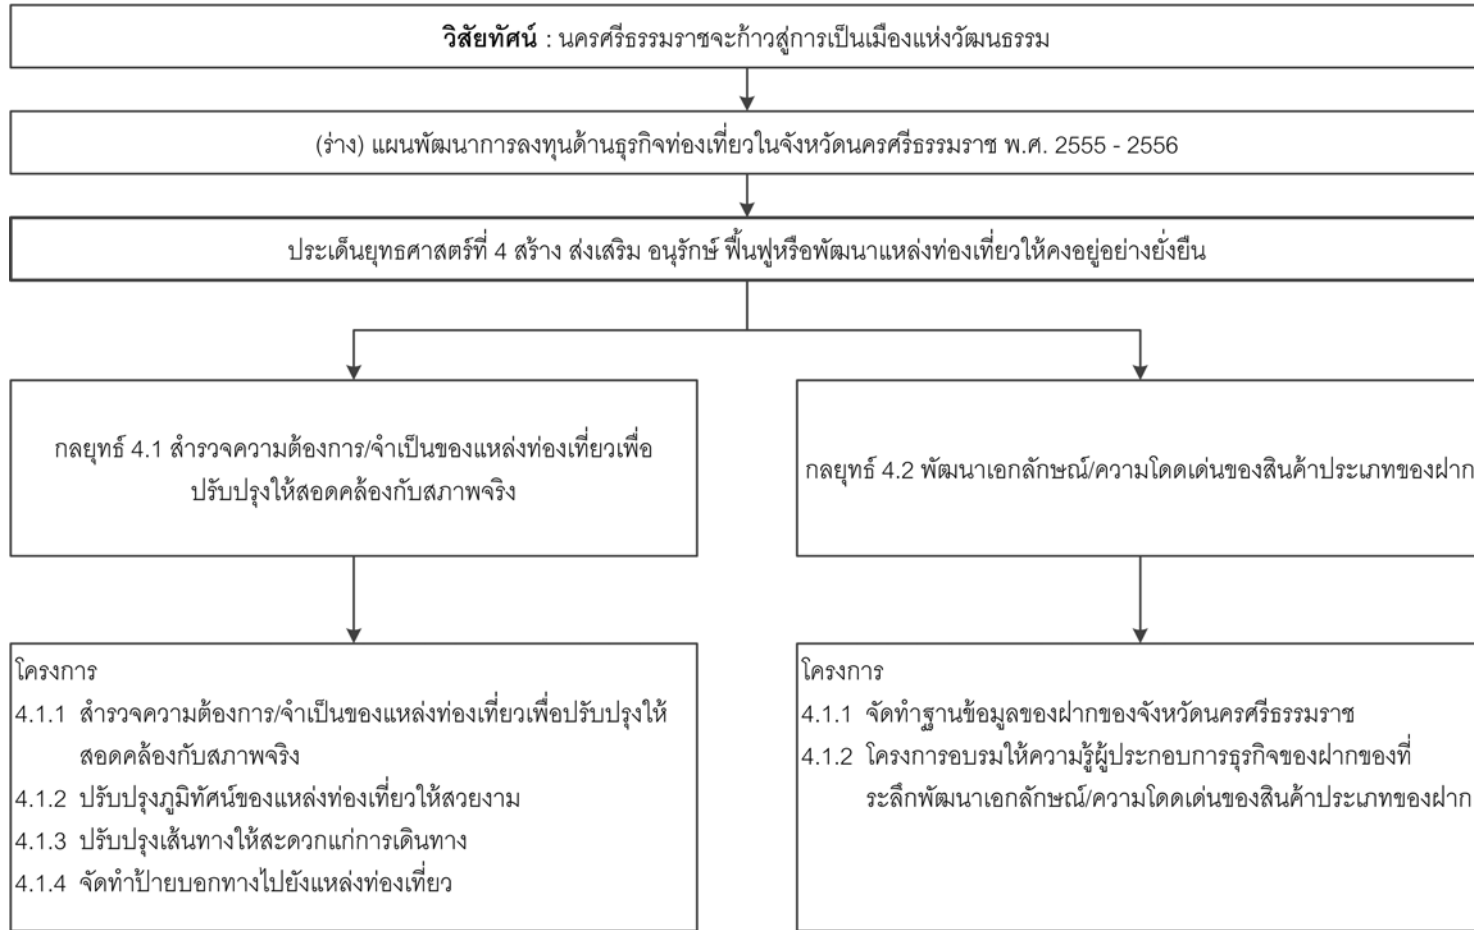 วิสัยทัศน์ : นครศรีธรรมราชจะก้าวสู่การเป็นเมืองแห่งวัฒนธรรม
(ร่าง) แผนพัฒนาการลงทุนด้านธุรกิจท่องเที่ยวในจังหวัดนครศรีธรรมราช พ.ศ. 2555 - 2556
ประเด็นยุทธศาสตร์ที่ 4 สร้าง ส่งเสริม อนุรักษ์ ฟื้นฟูหรือพัฒนาแหล่งท่องเที่ยวให้คงอยู่อย่างยั่งยืน
กลยุทธ์ 4.1 สำรวจความต้องการ/จำเป็นของแหล่งท่องเที่ยวเพื่อ
ปรับปรุงให้สอดคล้องกับสภาพจริง
กลยุทธ์ 4.2 พัฒนาเอกลักษณ์/ความโดดเด่นของสินค้าประเภทของฝาก
โครงการ
4.1.1 สำรวจความต้องการ/จำเป็นของแหล่งท่องเที่ยวเพื่อปรับปรุงให้
สอดคล้องกับสภาพจริง
4.1.2 ปรับปรุงภูมิทัศน์ของแหล่งท่องเที่ยวให้สวยงาม
4.1.3 ปรับปรุงเส้นทางให้สะดวกแก่การเดินทาง
4.1.4 จัดทำป้ายบอกทางไปยังแหล่งท่องเที่ยว
โครงการ
4.1.1 จัดทำฐานข้อมูลของฝากของจังหวัดนครศรีธรรมราช
4.1.2 โครงการอบรมให้ความรู้ผู้ประกอบการธุรกิจของฝากของที่
ระลึกพัฒนาเอกลักษณ์/ความโดดเด่นของสินค้าประเภทของฝาก